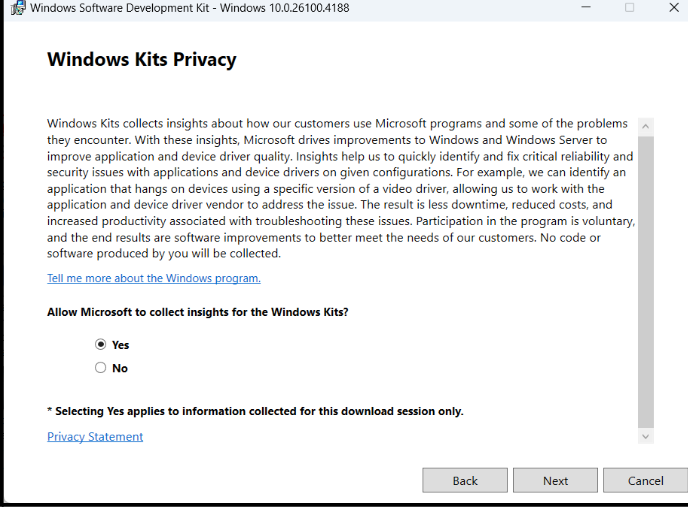 Windows Software Development Kit - Windows 10.0.26100.4188
Windows Kits Privacy
Windows Kits collects insights about how our customers use Microsoft programs and some of the problems
they encounter. With these insights, Microsoft drives improvements to Windows and Windows Server to
improve application and device driver quality. Insights help us to quickly identify and fix critical reliability and
security issues with applications and device drivers on given configurations. For example, we can identify an
application that hangs on devices using a specific version of a video driver, allowing us to work with the
application and device driver vendor to address the issue. The result is less downtime, reduced costs, and
increased productivity associated with troubleshooting these issues. Participation in the program is voluntary,
and the end results are software improvements to better meet the needs of our customers. No code or
software produced by you will be collected.
Tell me more about the Windows program.
Allow Microsoft to collect insights for the Windows Kits?
Yes
No
* Selecting Yes applies to information collected for this download session only.
Privacy Statement
Back Next Cancel